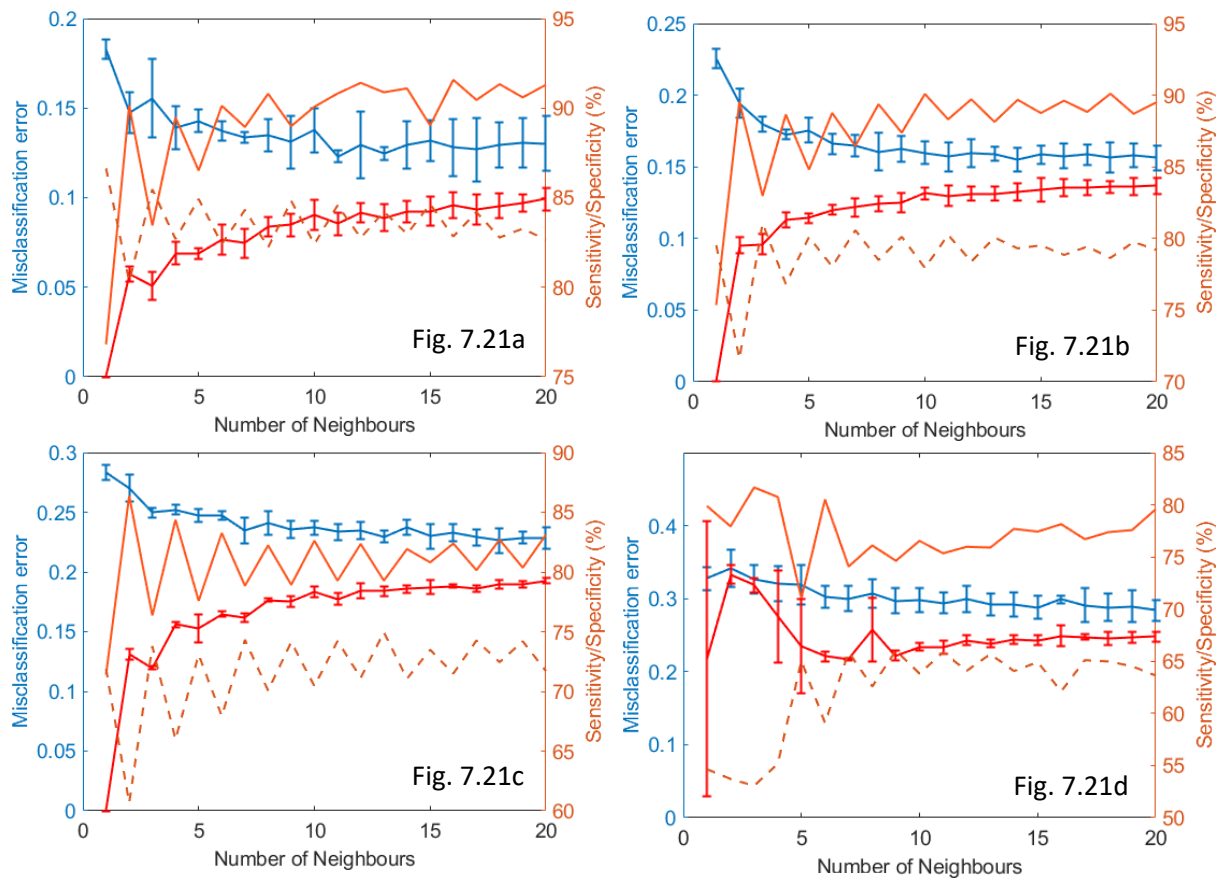 0.2
0.15
0.1
0.05
0
Misclassification error
95
90
85
80
75
Sensitivity/Specificity (%)
Fig. 7.21a
0 5 10 15 20
Number of Neighbours
0.25
0.2
0.15
0.1
0.05
0
Misclassification error
95
90
85
80
75
70
Sensitivity/Specificity (%)
Fig. 7.21b
0 5 10 15 20
Number of Neighbours
0.3
0.25
0.2
0.15
0.1
0.05
0
Misclassification error
90
85
80
75
70
65
60
Sensitivity/Specificity (%)
Fig. 7.21c
0 5 10 15 20
Number of Neighbours
0.4
0.3
0.2
0.1
0
Misclassification error
85
80
75
70
65
60
55
50
Sensitivity/Specificity (%)
Fig. 7.21d
0 5 10 15 20
Number of Neighbours